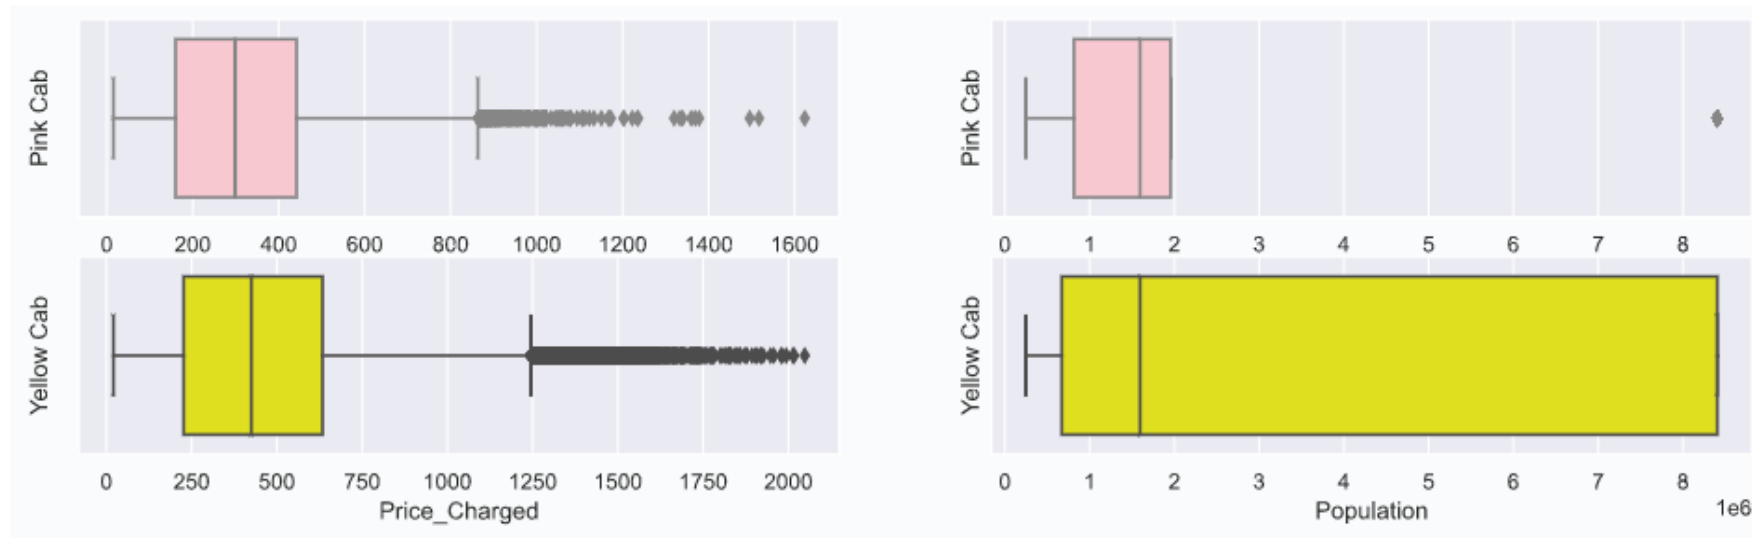 Pink Cab
0 200 400 600 800 1000 1200 1400 1600
Yellow Cab
0 250 500 750 1000 1250 1500 1750 2000
Price_Charged
Pink Cab
0 1 2 3 4 5 6 7 8
Yellow Cab
0 1 2 3 4 5 6 7 8
1e6
Population